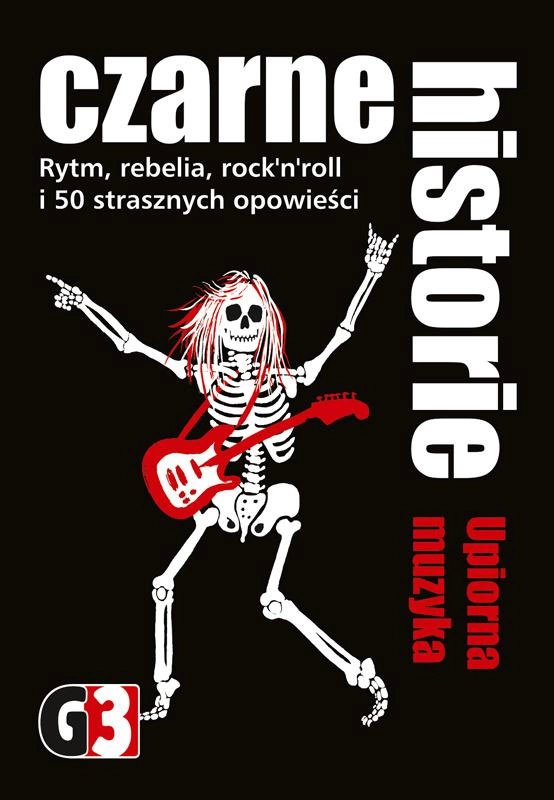 czarne
historie
Rytm, rebelia, rock'n'roll
i 50 strasznych opowieści
Upiorna
muzyka
G3